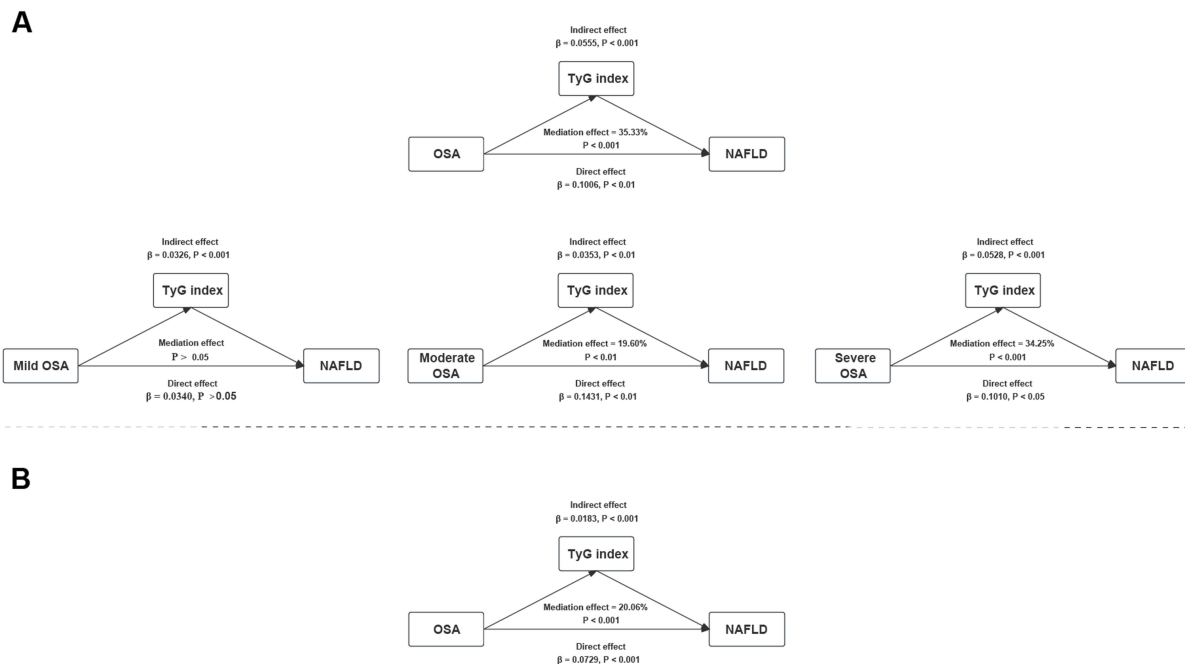 A
Indirect effect
β = 0.0555, P < 0.001
TyG index
Mediation effect = 35.33%
P < 0.001
OSA
NAFLD
Direct effect
β = 0.1006, P < 0.01
Indirect effect
β = 0.0326, P < 0.001
TyG index
Mediation effect
P > 0.05
Mild OSA
NAFLD
Direct effect
β = 0.0340, P >0.05
Indirect effect
β = 0.0353, P < 0.01
TyG index
Mediation effect = 19.60%
P < 0.01
Moderate
OSA
NAFLD
Direct effect
β = 0.1431, P < 0.01
Indirect effect
β = 0.0528, P < 0.001
TyG index
Mediation effect = 34.25%
P < 0.001
Severe
OSA
NAFLD
Direct effect
β = 0.1010, P < 0.05
B
Indirect effect
β = 0.0183, P < 0.001
TyG index
Mediation effect = 20.06%
P < 0.001
OSA
NAFLD
Direct effect
β = 0.0729, P < 0.001